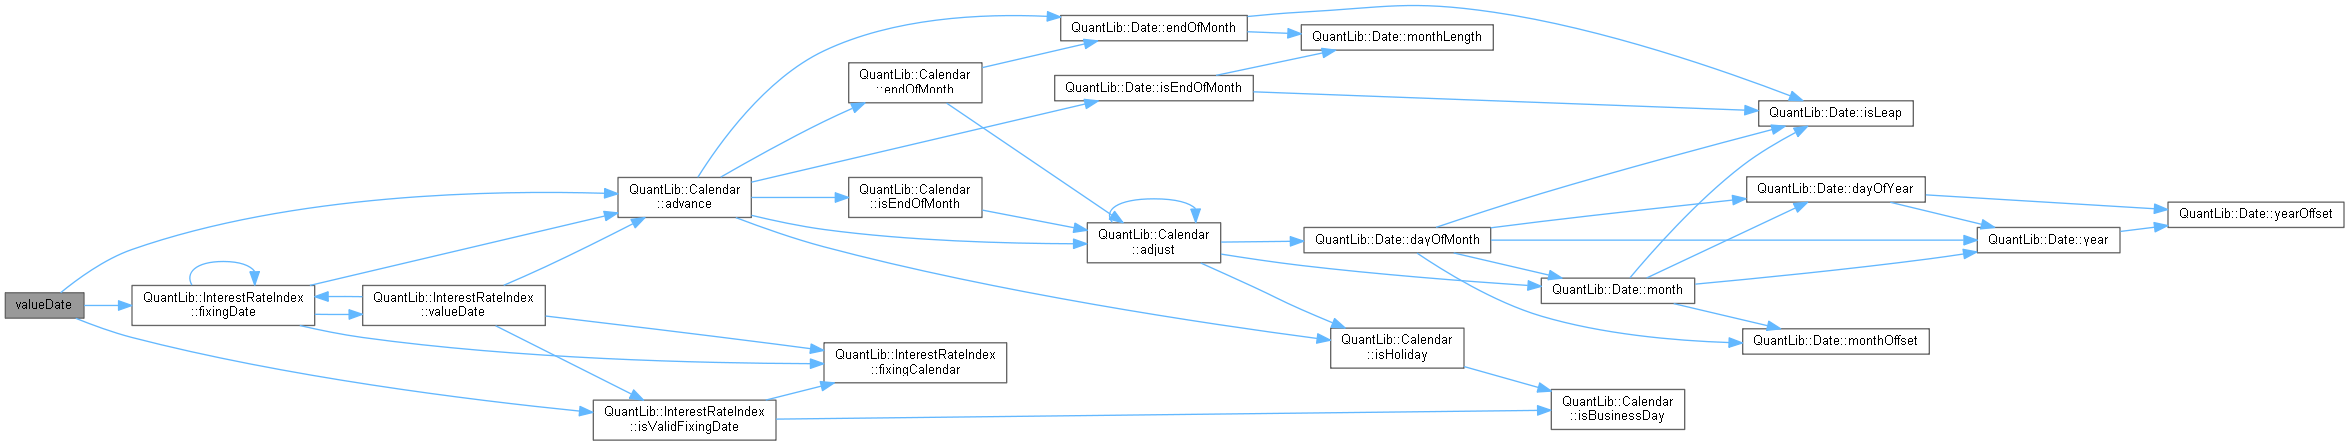 valueDate
QuantLib::InterestRateIndex
::fixingDate
QuantLib::InterestRateIndex
::valueDate
QuantLib::Calendar
::advance
QuantLib::InterestRateIndex
::isValidFixingDate
QuantLib::Calendar
::endOfMonth
QuantLib::Calendar
::isEndOfMonth
QuantLib::InterestRateIndex
::fixingCalendar
QuantLib::Date::endOfMonth
QuantLib::Date::isEndOfMonth
QuantLib::Calendar
::adjust
QuantLib::Date::monthLength
QuantLib::Date::dayOfMonth
QuantLib::Calendar
::isHoliday
QuantLib::Date::month
QuantLib::Calendar
::isBusinessDay
QuantLib::Date::isLeap
QuantLib::Date::dayOfYear
QuantLib::Date::monthOffset
QuantLib::Date::year
QuantLib::Date::yearOffset